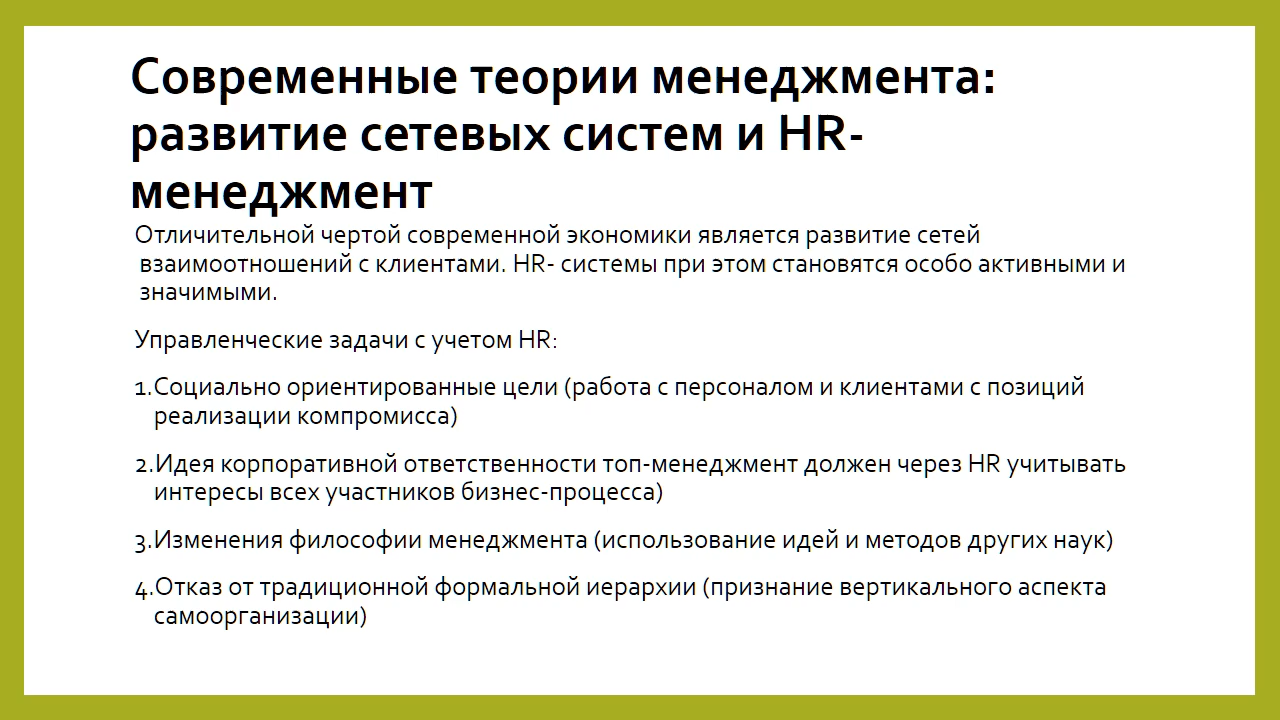 Современные теории менеджмента:
развитие сетевых систем и HR-
менеджмент
Отличительной чертой современной экономики является развитие сетей
взаимоотношений с клиентами. HR- системы при этом становятся особо активными и
значимыми.
Управленческие задачи с учетом HR:
1.Социально ориентированные цели (работа с персоналом и клиентами с позиций
реализации компромисса)
2.Идея корпоративной ответственности топ-менеджмент должен через HR учитывать
интересы всех участников бизнес-процесса)
3.Изменения философии менеджмента (использование идей и методов других наук)
4.Отказ от традиционной формальной иерархии (признание вертикального аспекта
самоорганизации)